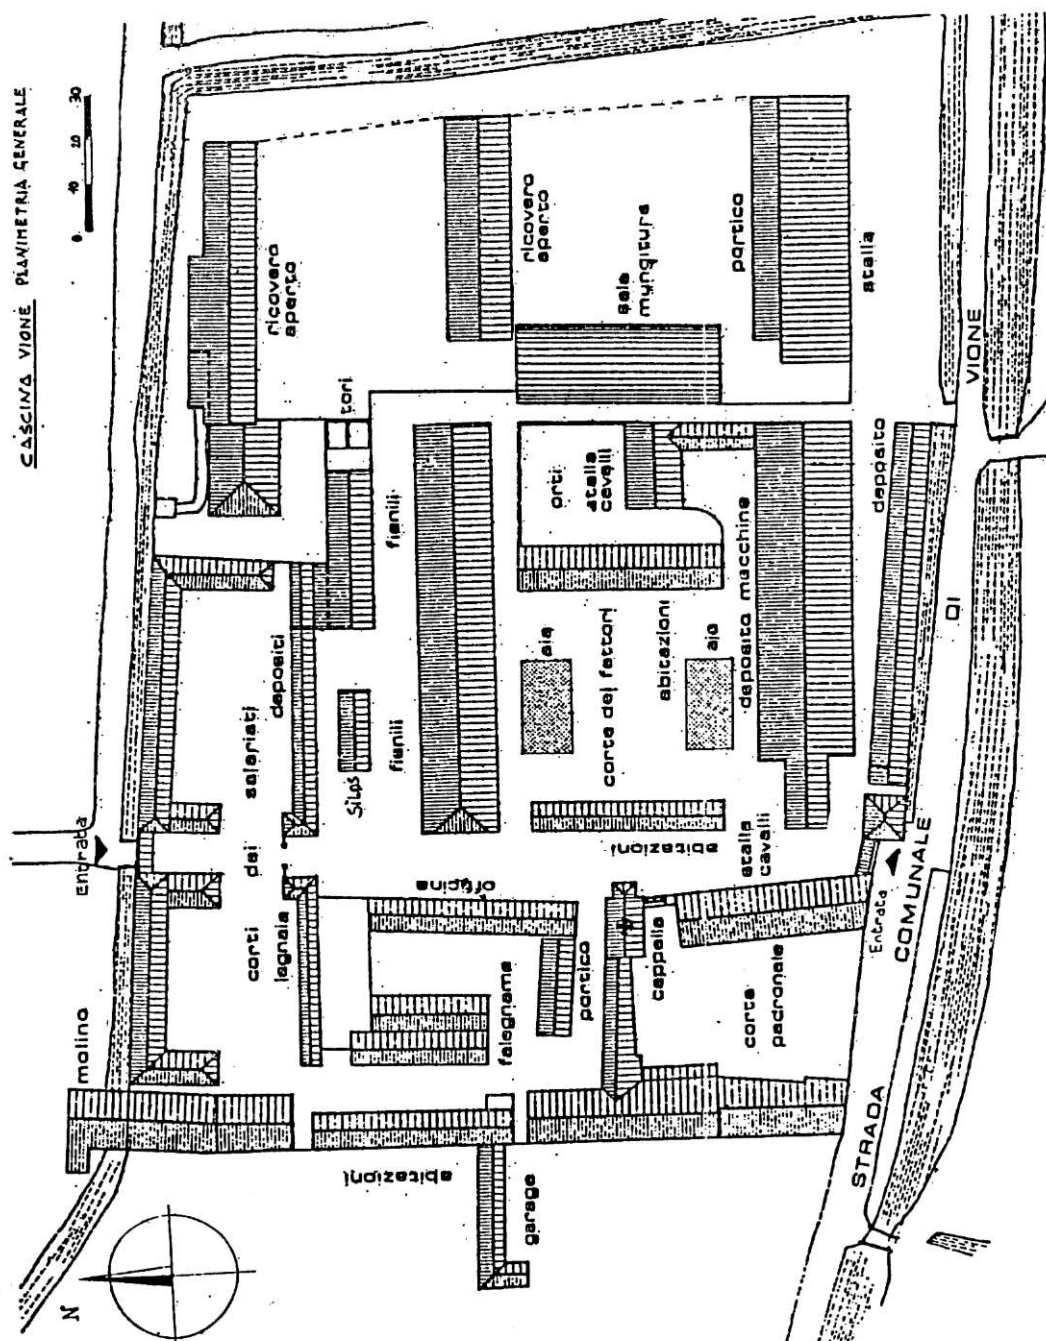 CASCINA VIONE PLANIMETRIA GENERALE
0 10 20 30
molino
Entrata
corti dei salariati
legnaia
depositi
tori
ricovero
aperto
Silos
fienili
fienili
officina
falegname
portico
abitazioni
garage
ricovero
aperto
sala
mungitura
orti
stalla
cavalli
aia
corte dei fattori
abitazioni
aia
abitazioni
cappella
corte
padronale
stalla
cavalli
deposito macchine
portico
stalla
deposito
Entrata
STRADA COMUNALE DI VIONE
N